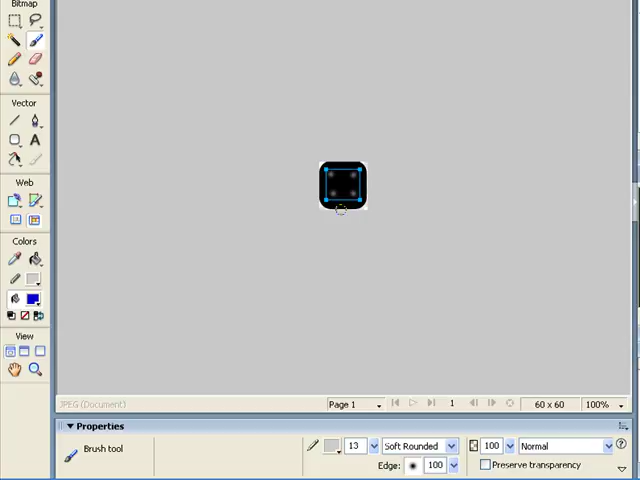 Bitmap
Vector
A
Web
Colors
View
JPEG (Document)
Page 1
1
60 x 60
100%
Properties
Brush tool
13
Soft Rounded
100
Normal
Edge:
100
Preserve transparency
?